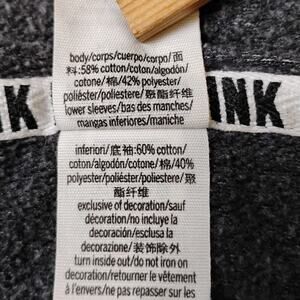 body/corps/cuerpo/corpo/面
料:58% cotton/coton/algodón/
cotone/棉/42% polyester/
poliéster/poliestere/聚酯纤维
lower sleeves/bas des manches/
mangas inferiores/maniche
NK
INK
inferiori/底袖:60% cotton/
coton/algodón/cotone/棉/40%
polyester/poliéster/poliestere/聚
酯纤维
exclusive of decoration/sauf
décoration/no incluye la
decoración/esclusa la
decorazione/装饰除外
turn inside out/do not iron on
decoration/retourner le vêtement
à l'envers/ne pas repasser sur les